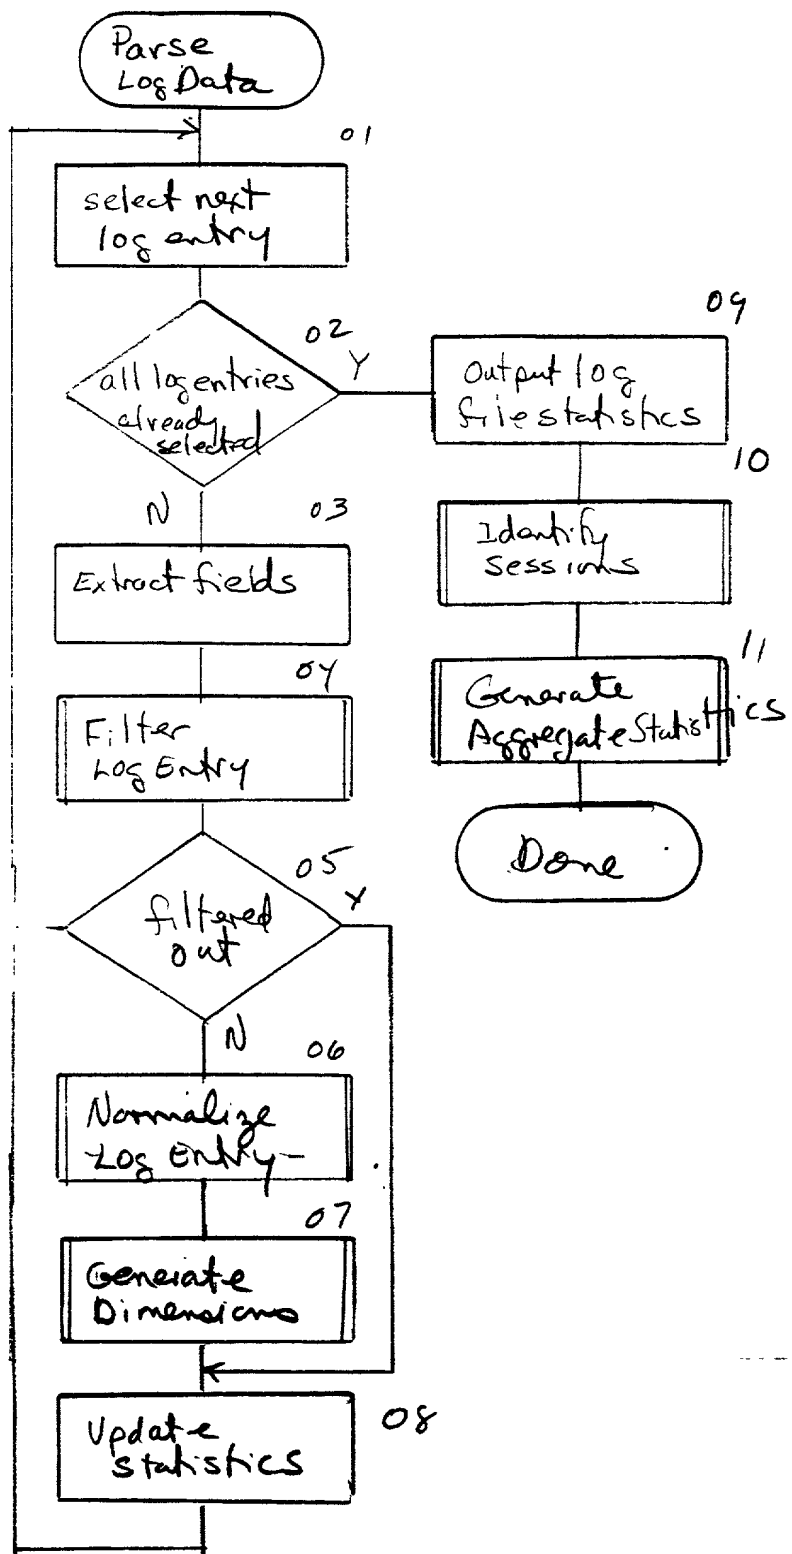 Parse
Log Data
01
select next
log entry
02
all log entries
already
selected
Y
N
03
Extract fields
04
Filter
Log Entry
05
filtered
out
Y
N
06
Normalize
Log Entry
07
Generate
Dimensions
08
Update
statistics
09
Output log
file statistics
10
Identify
sessions
11
Generate
Aggregate Statistics
Done